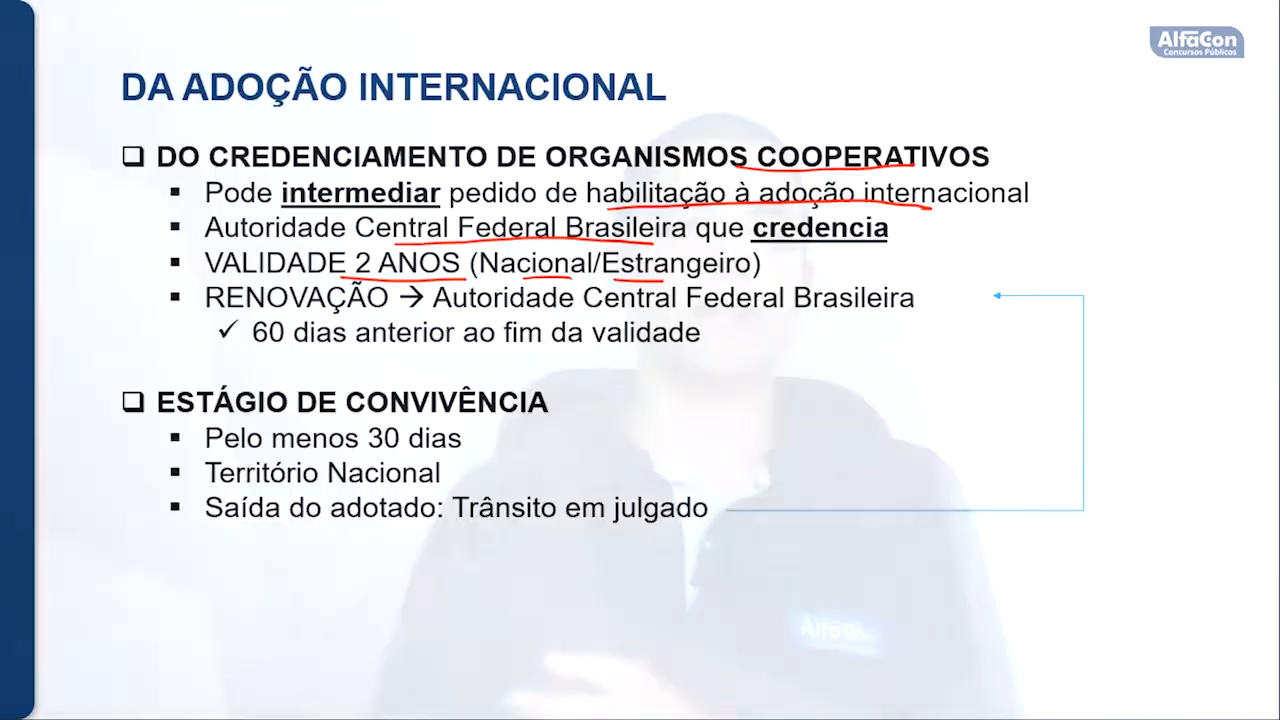 AlfaCon
Concursos Públicos
DA ADOÇÃO INTERNACIONAL
❑ DO CREDENCIAMENTO DE ORGANISMOS COOPERATIVOS
▪ Pode intermediar pedido de habilitação à adoção internacional
▪ Autoridade Central Federal Brasileira que credencia
▪ VALIDADE 2 ANOS (Nacional/Estrangeiro)
▪ RENOVAÇÃO → Autoridade Central Federal Brasileira
✓ 60 dias anterior ao fim da validade
❑ ESTÁGIO DE CONVIVÊNCIA
▪ Pelo menos 30 dias
▪ Território Nacional
▪ Saída do adotado: Trânsito em julgado